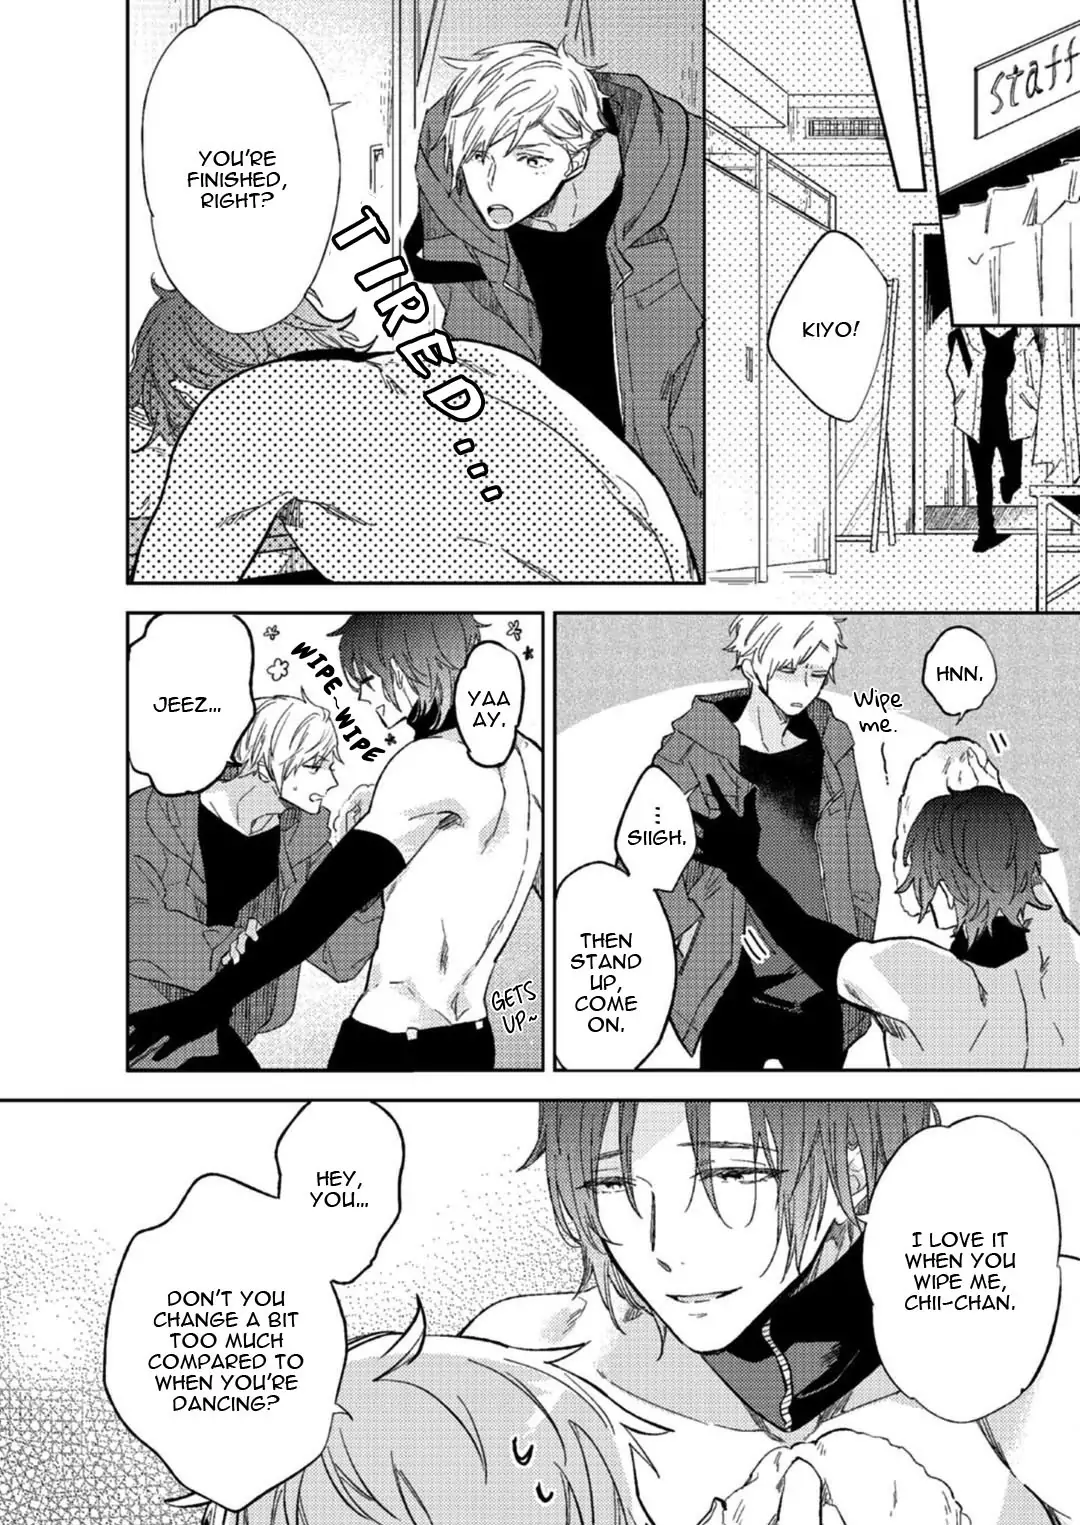 staff
KIYO!
YOU'RE
FINISHED,
RIGHT?
TIRED...
HNN.
Wipe
me.
...
SIIGH.
THEN
STAND
UP,
COME
ON.
YAA
AY.
WIPE~WIPE
JEEZ...
GETS
UP~
I LOVE IT
WHEN YOU
WIPE ME,
CHII-CHAN.
HEY,
YOU...
DON'T YOU
CHANGE A BIT
TOO MUCH
COMPARED TO
WHEN YOU'RE
DANCING?